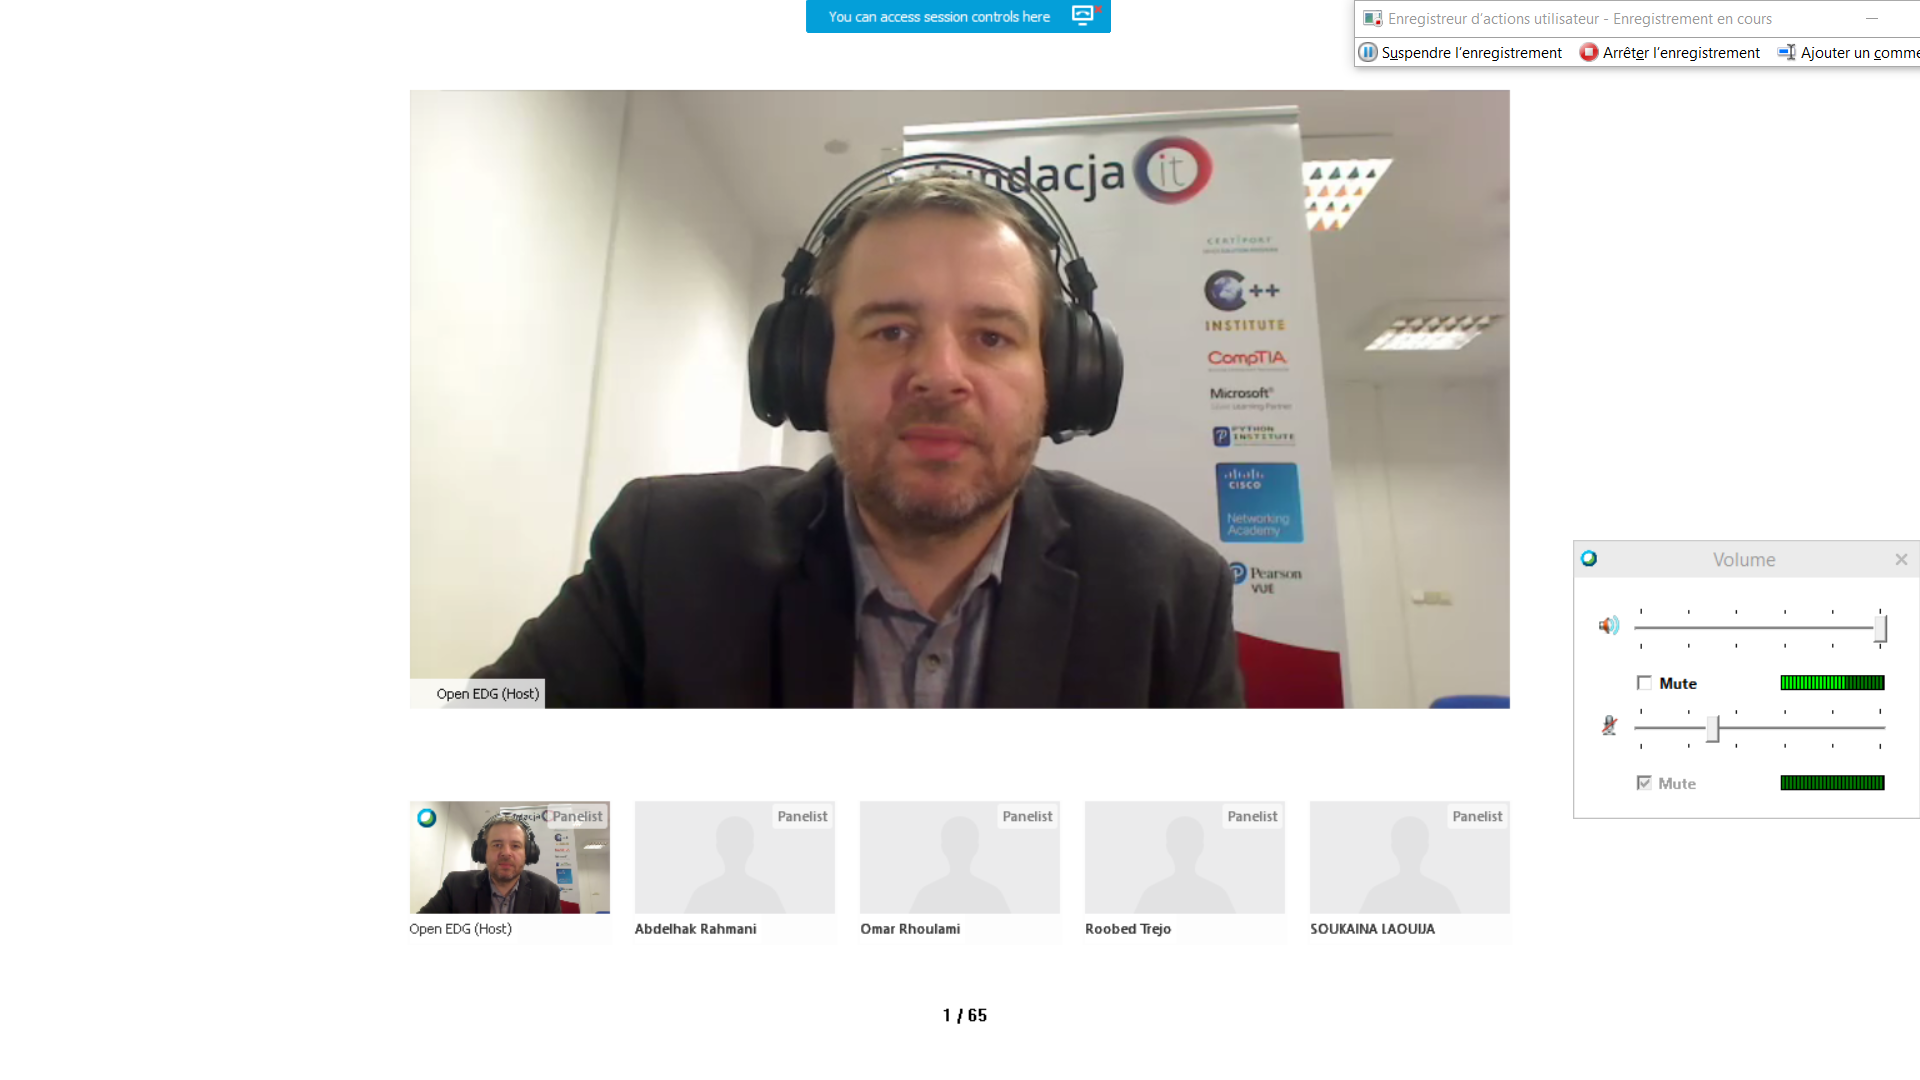 You can access session controls here
Enregistreur d'actions utilisateur - Enregistrement en cours
Suspendre l'enregistrement
Arrêter l'enregistrement
Ajouter un comme
ndacja it
CERTIPORT
C++
INSTITUTE
CompTIA
Microsoft
PYTHON
INSTITUTE
CISCO
Networking
Academy
Pearson
VUE
Open EDG (Host)
Volume
Mute
Mute
Panelist
Panelist
Panelist
Panelist
Panelist
Open EDG (Host)
Abdelhak Rahmani
Omar Rhoulami
Roobed Trejo
SOUKAINA LAOUIJA
1 / 65